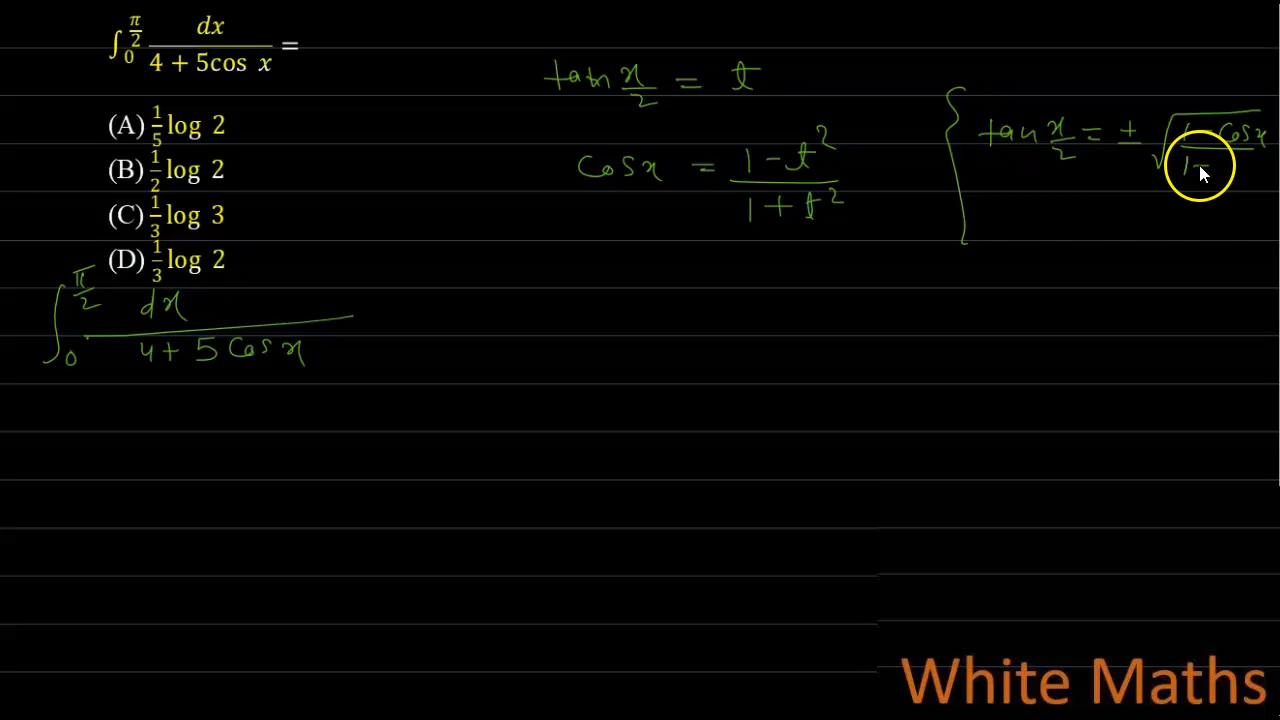 ∫₀^(π/2) dx / (4 + 5cos x) =
(A) 1/5 log 2
(B) 1/2 log 2
(C) 1/3 log 3
(D) 1/3 log 2
∫₀^(π/2) dx / (4 + 5 cos x)
tan x/2 = t
cos x = (1 - t²) / (1 + t²)
{ tan x/2 = ± √((1 - cos x) / (1
White Maths